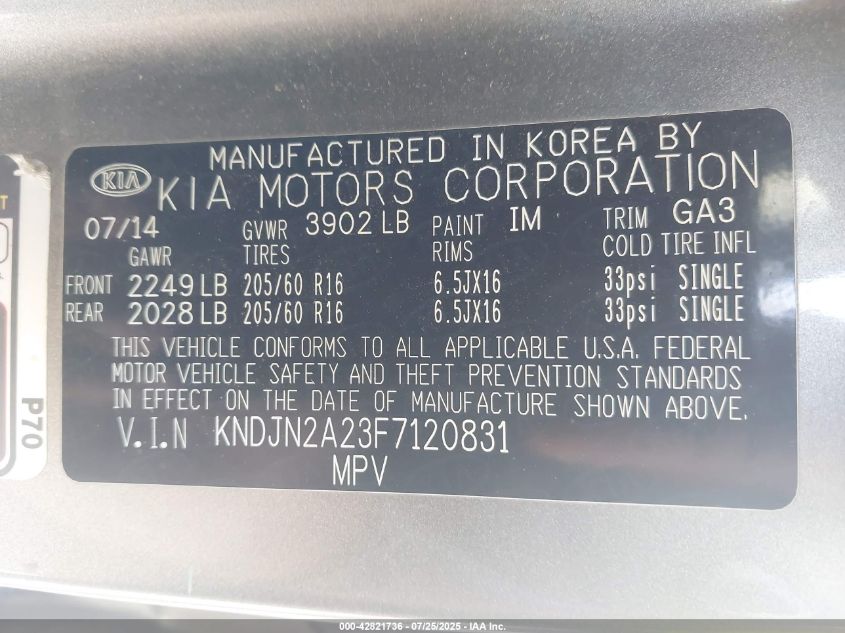 MANUFACTURED IN KOREA BY
KIA KIA MOTORS CORPORATION
07/14 GVWR 3902 LB PAINT IM TRIM GA3
GAWR TIRES RIMS COLD TIRE INFL
FRONT 2249 LB 205/60 R16 6.5JX16 33psi SINGLE
REAR 2028 LB 205/60 R16 6.5JX16 33psi SINGLE
THIS VEHICLE CONFORMS TO ALL APPLICABLE U.S.A. FEDERAL
MOTOR VEHICLE SAFETY AND THEFT PREVENTION STANDARDS
IN EFFECT ON THE DATE OF MANUFACTURE SHOWN ABOVE.
V.I.N KNDJN2A23F7120831
MPV
P70
000-42821736 - 07/25/2025 - IAA Inc.